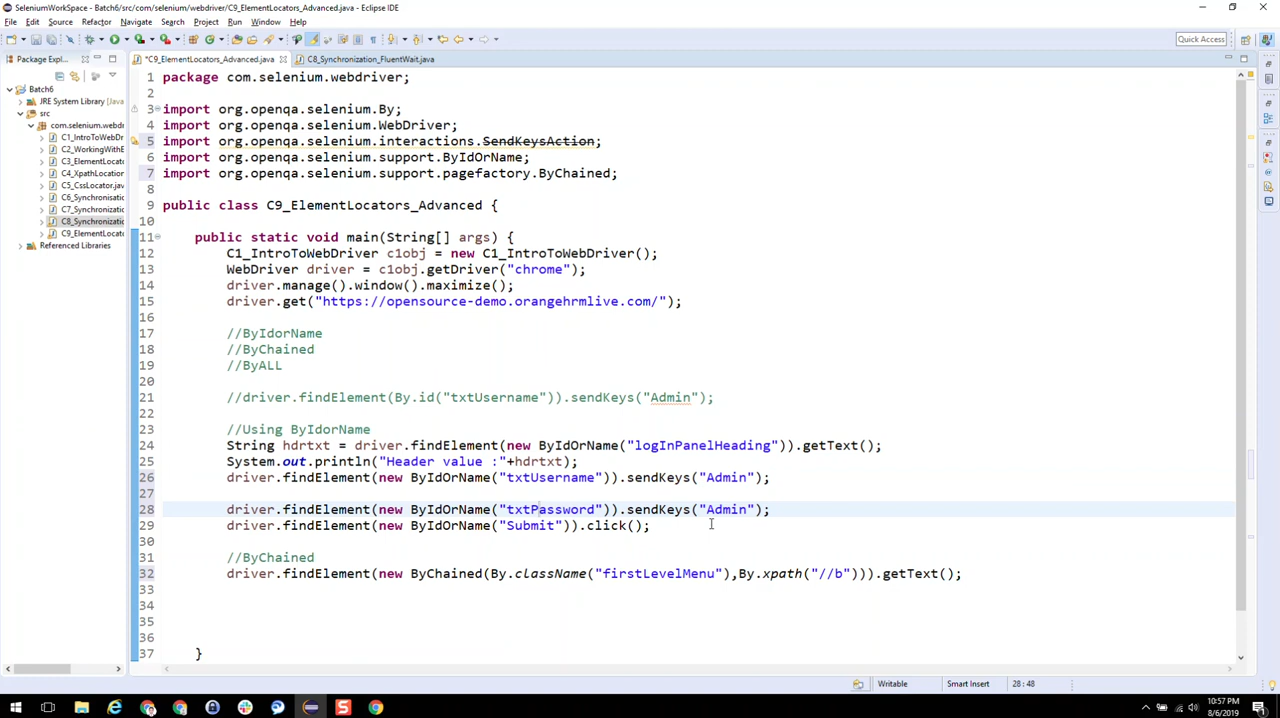 SeleniumWorkSpace - Batch6/src/com/selenium/webdriver/C9_ElementLocators_Advanced.java - Eclipse IDE
File Edit Source Refactor Navigate Search Project Run Window Help
Quick Access
Package Expl...
*C9_ElementLocators_Advanced.java
C8_Synchronization_FluentWait.java
Batch6
JRE System Library [Java
src
com.selenium.webdr
C1_IntroToWebDr
C2_WorkingWithE
C3_ElementLocat
C4_XpathLocation
C5_CssLocator.jav
C6_Synchronisatio
C7_Synchronizatio
C8_Synchronizatio
C9_ElementLocato
Referenced Libraries
1 package com.selenium.webdriver;
2
3 import org.openqa.selenium.By;
4 import org.openqa.selenium.WebDriver;
5 import org.openqa.selenium.interactions.SendKeysAction;
6 import org.openqa.selenium.support.ByIdOrName;
7 import org.openqa.selenium.support.pagefactory.ByChained;
8
9 public class C9_ElementLocators_Advanced {
10
11 public static void main(String[] args) {
12 C1_IntroToWebDriver c1obj = new C1_IntroToWebDriver();
13 WebDriver driver = c1obj.getDriver("chrome");
14 driver.manage().window().maximize();
15 driver.get("https://opensource-demo.orangehrmlive.com/");
16
17 //ByIdorName
18 //ByChained
19 //ByALL
20
21 //driver.findElement(By.id("txtUsername")).sendKeys("Admin");
22
23 //Using ByIdorName
24 String hdrtxt = driver.findElement(new ByIdOrName("logInPanelHeading")).getText();
25 System.out.println("Header value :"+hdrtxt);
26 driver.findElement(new ByIdOrName("txtUsername")).sendKeys("Admin");
27
28 driver.findElement(new ByIdOrName("txtPassword")).sendKeys("Admin");
29 driver.findElement(new ByIdOrName("Submit")).click();
30
31 //ByChained
32 driver.findElement(new ByChained(By.className("firstLevelMenu"),By.xpath("//b"))).getText();
33
34
35
36
37 }
Writable Smart Insert 28 : 48
10:57 PM
8/6/2019